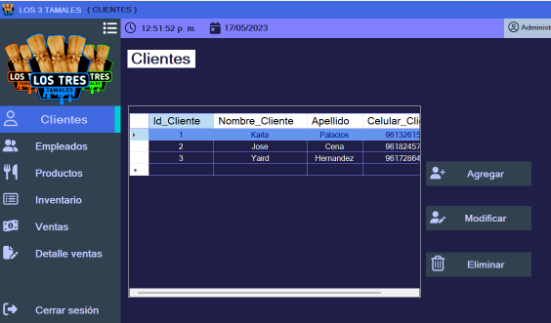 LOS 3 TAMALES ( CLIENTES )
12:51:52 p. m. 17/05/2023
Administ
Clientes
LOS TRES
TAMALES
Clientes
Empleados
Productos
Inventario
Ventas
Detalle ventas
Cerrar sesión
Id_Cliente Nombre_Cliente Apellido Celular_Clie
1 Karla Palacios 96132615
2 Jose Cena 96182457
3 Yaird Hernandez 96172864
Agregar
Modificar
Eliminar